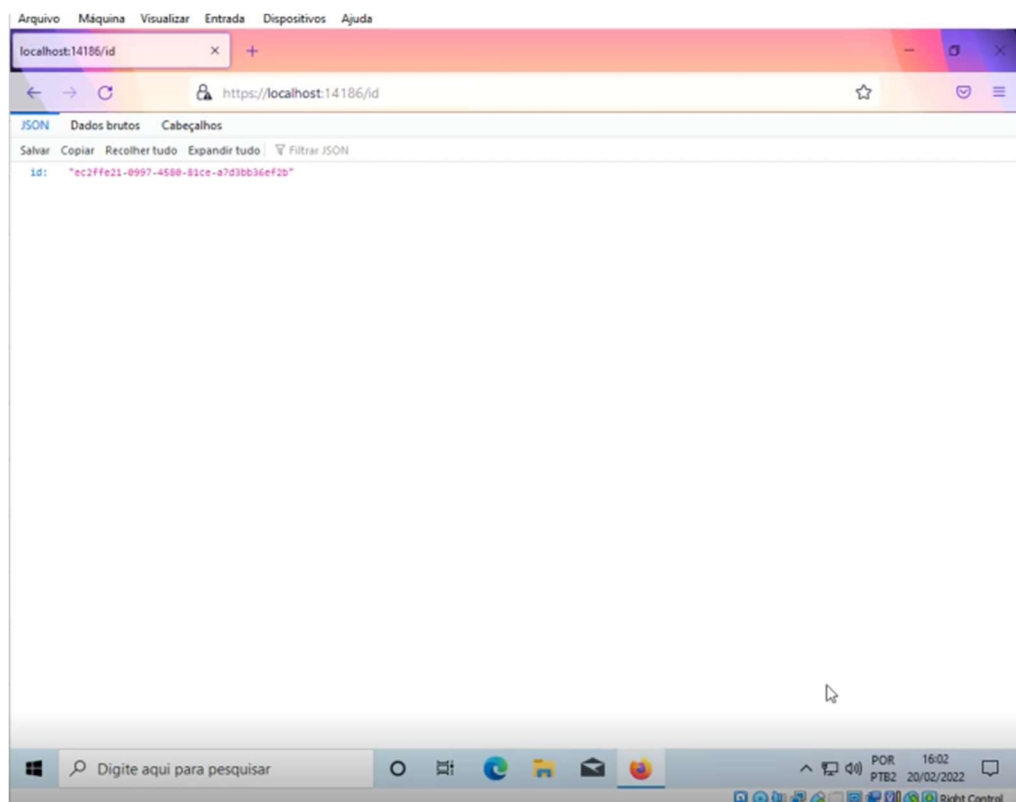 Arquivo Máquina Visualizar Entrada Dispositivos Ajuda
localhost:14186/id
https://localhost:14186/id
JSON Dados brutos Cabeçalhos
Salvar Copiar Recolher tudo Expandir tudo Filtrar JSON
id: "ec2ffe21-0997-4580-81ce-a7d3bb36ef2b"
Digite aqui para pesquisar
POR 16:02
PTB2 20/02/2022
Right Control